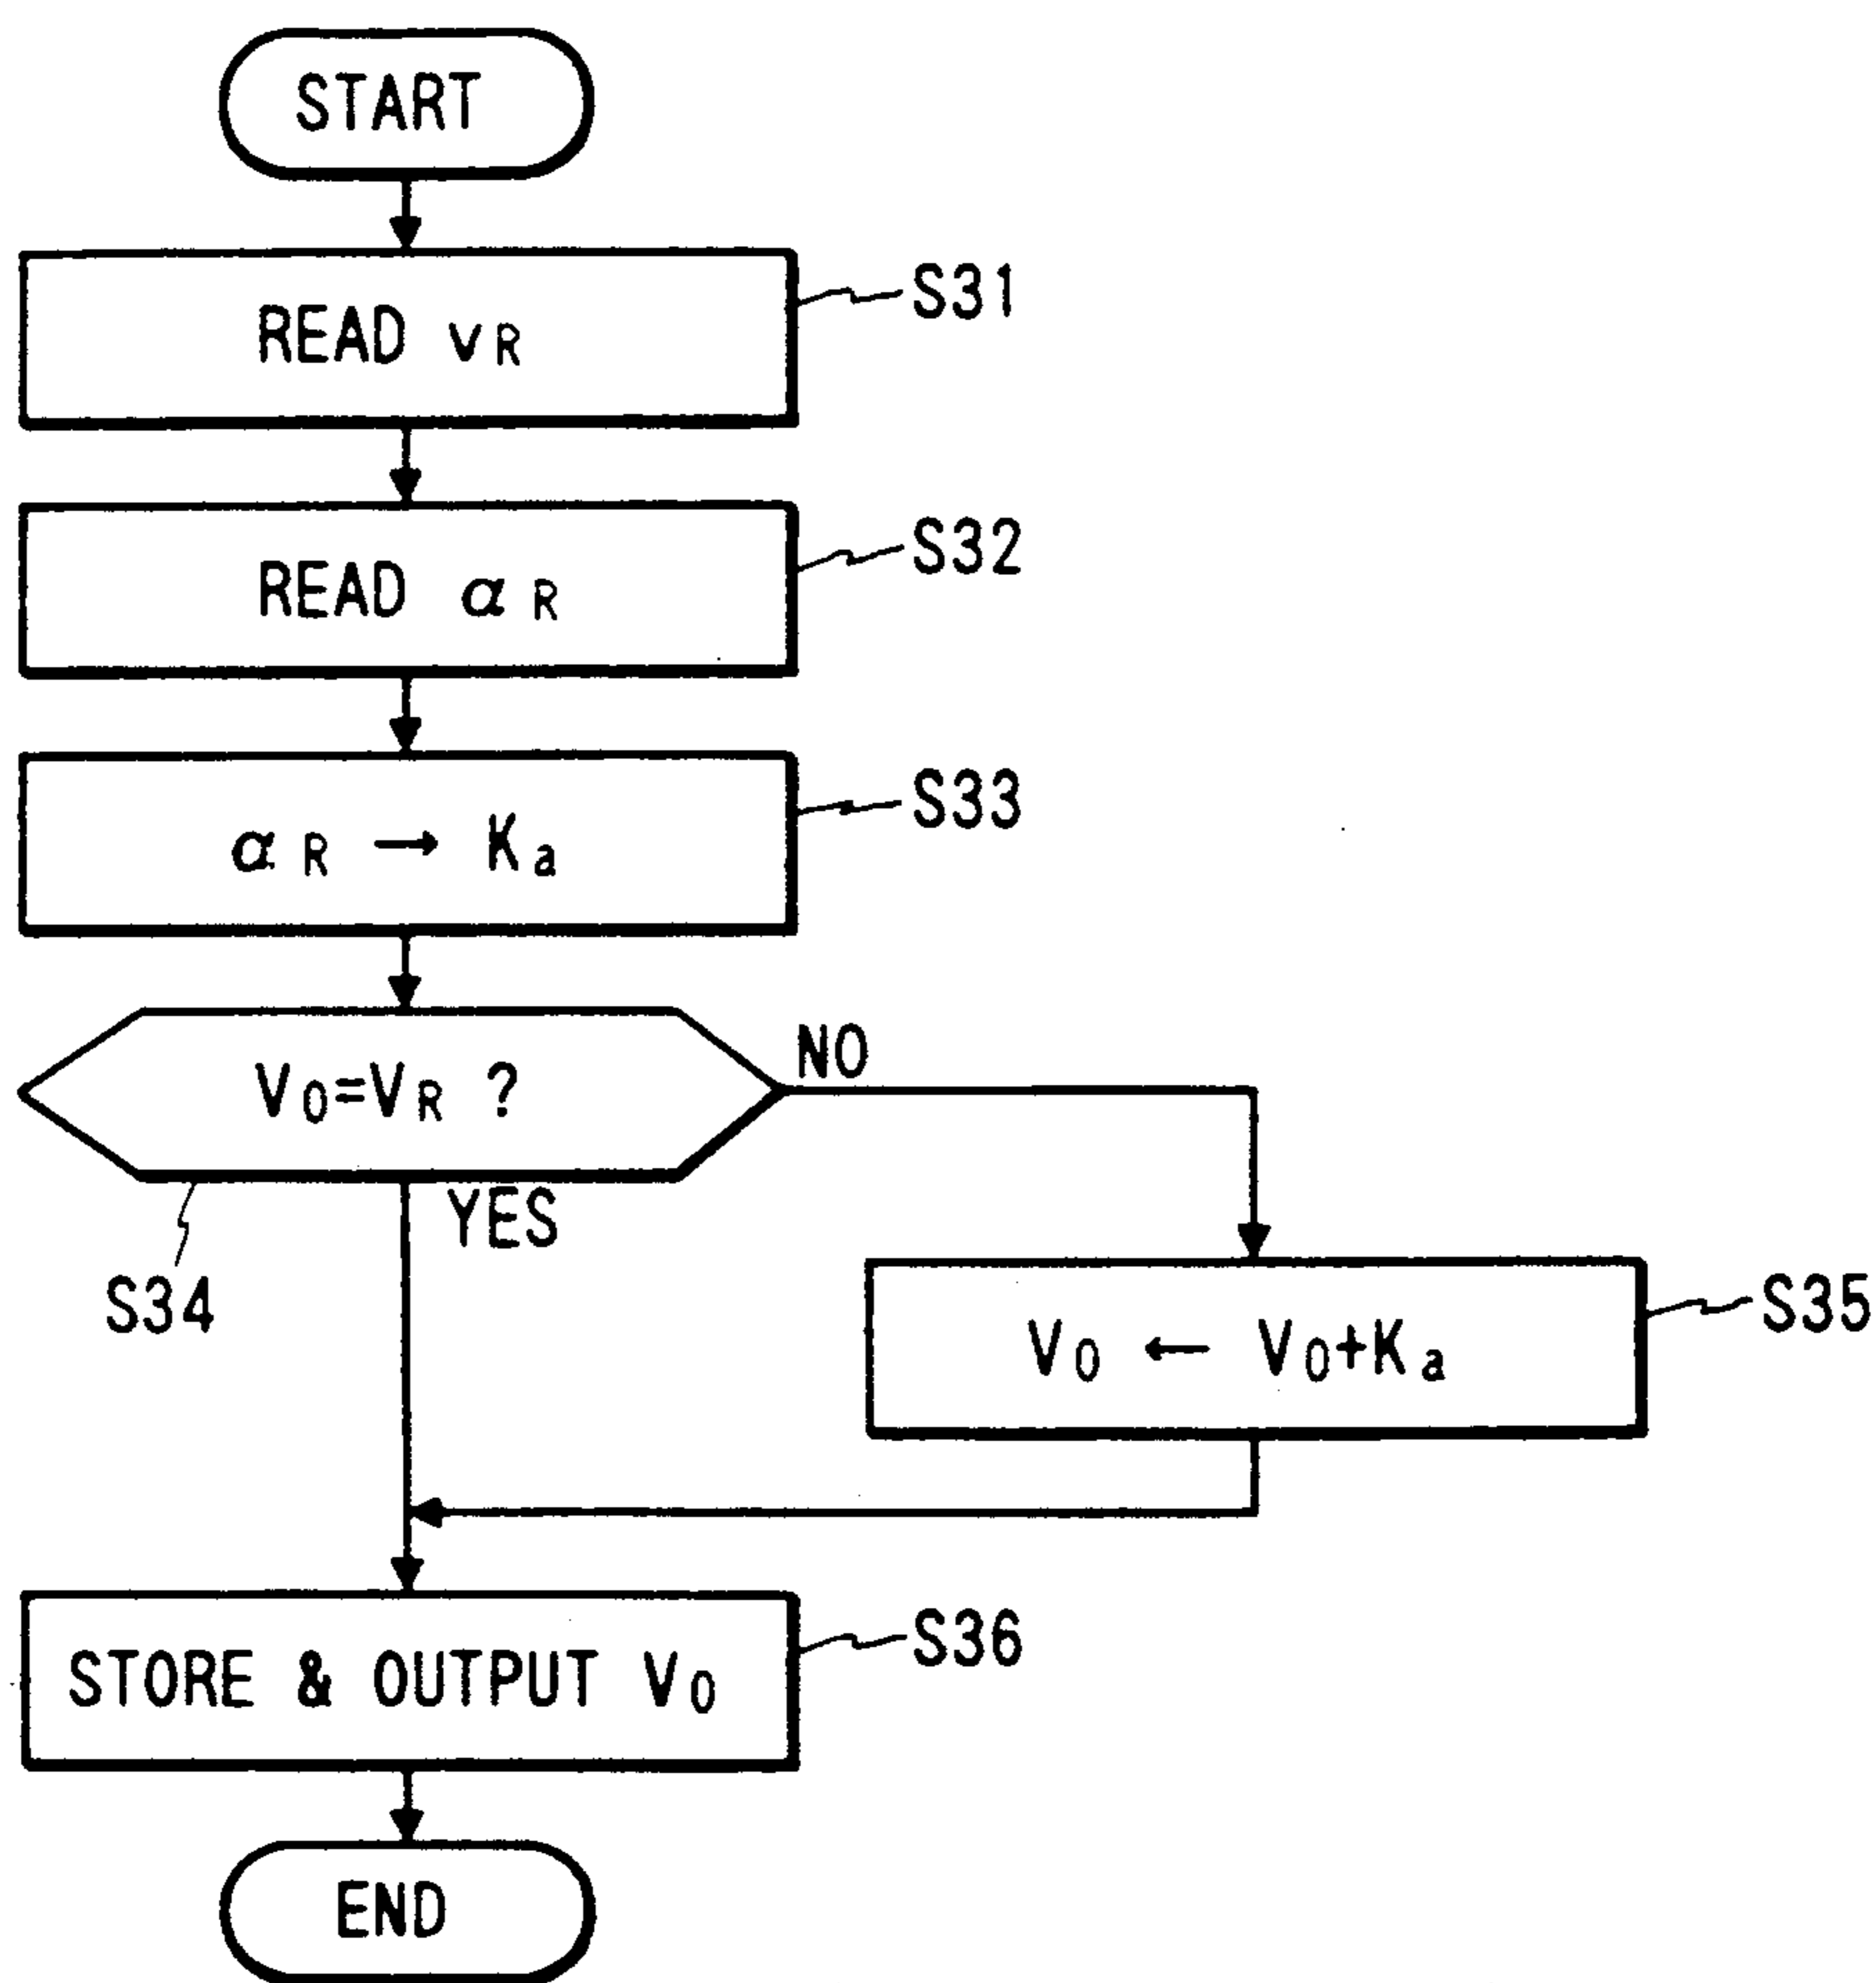 START
READ vR
S31
READ αR
S32
αR → Ka
S33
V0=VR ?
NO
YES
S34
V0 ← V0+Ka
S35
STORE & OUTPUT V0
S36
END